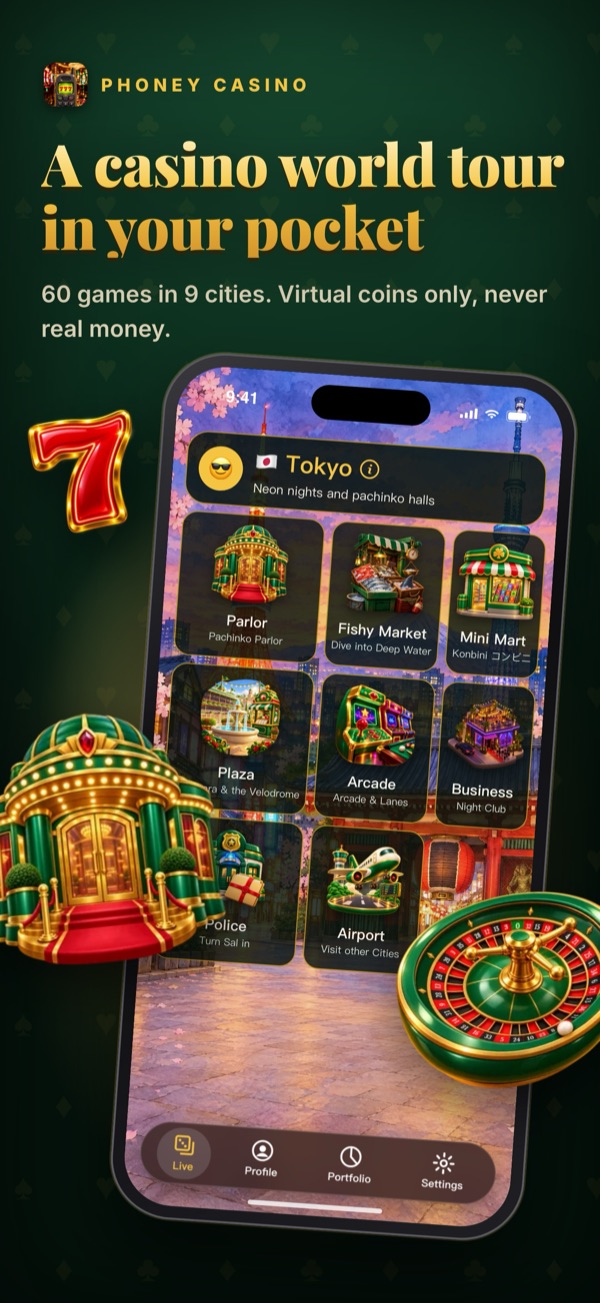 PHONEY CASINO
A casino world tour
in your pocket
60 games in 9 cities. Virtual coins only, never
real money.
9:41
Tokyo
Neon nights and pachinko halls
Parlor
Pachinko Parlor
Fishy Market
Dive into Deep Water
Mini Mart
Konbini コンビニ
Plaza
ra & the Velodrome
Arcade
Arcade & Lanes
Business
Night Club
Police
Turn Sal in
Airport
Visit other Cities
Live
Profile
Portfolio
Settings